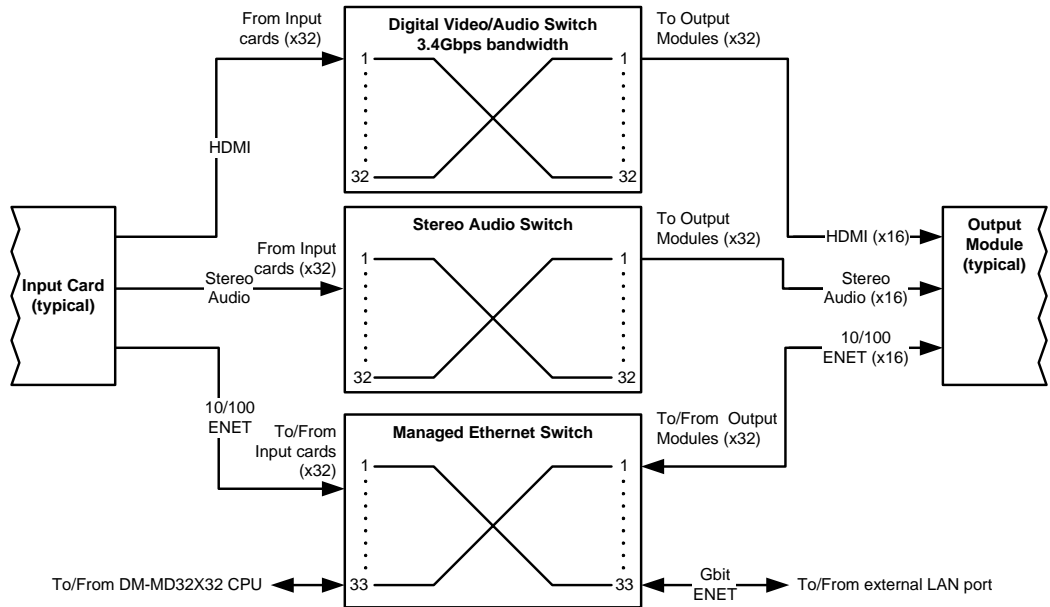 From Input
cards (x32)
Digital Video/Audio Switch
3.4Gbps bandwidth
To Output
Modules (x32)
1
1
HDMI
32
32
Stereo Audio Switch
From Input
cards (x32)
To Output
Modules (x32)
1
1
Input Card
(typical)
Stereo
Audio
HDMI (x16)
Stereo
Audio (x16)
10/100
ENET (x16)
Output
Module
(typical)
32
32
10/100
ENET
To/From
Input cards
(x32)
Managed Ethernet Switch
To/From Output
Modules (x32)
1
1
To/From DM-MD32X32 CPU
33
33
Gbit
ENET
To/From external LAN port